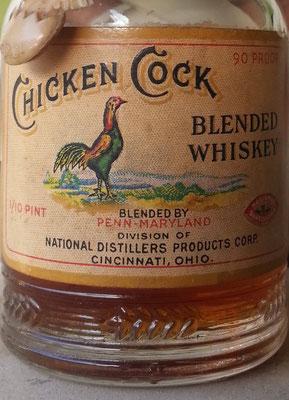 CHICKEN COCK
90 PROOF
BLENDED
WHISKEY
1/10 PINT
BLENDED BY
PENN-MARYLAND
DIVISION OF
NATIONAL DISTILLERS PRODUCTS CORP.
CINCINNATI, OHIO.